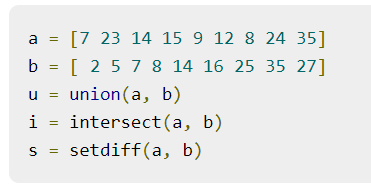 a = [7 23 14 15 9 12 8 24 35]
b = [ 2 5 7 8 14 16 25 35 27]
u = union(a, b)
i = intersect(a, b)
s = setdiff(a, b)